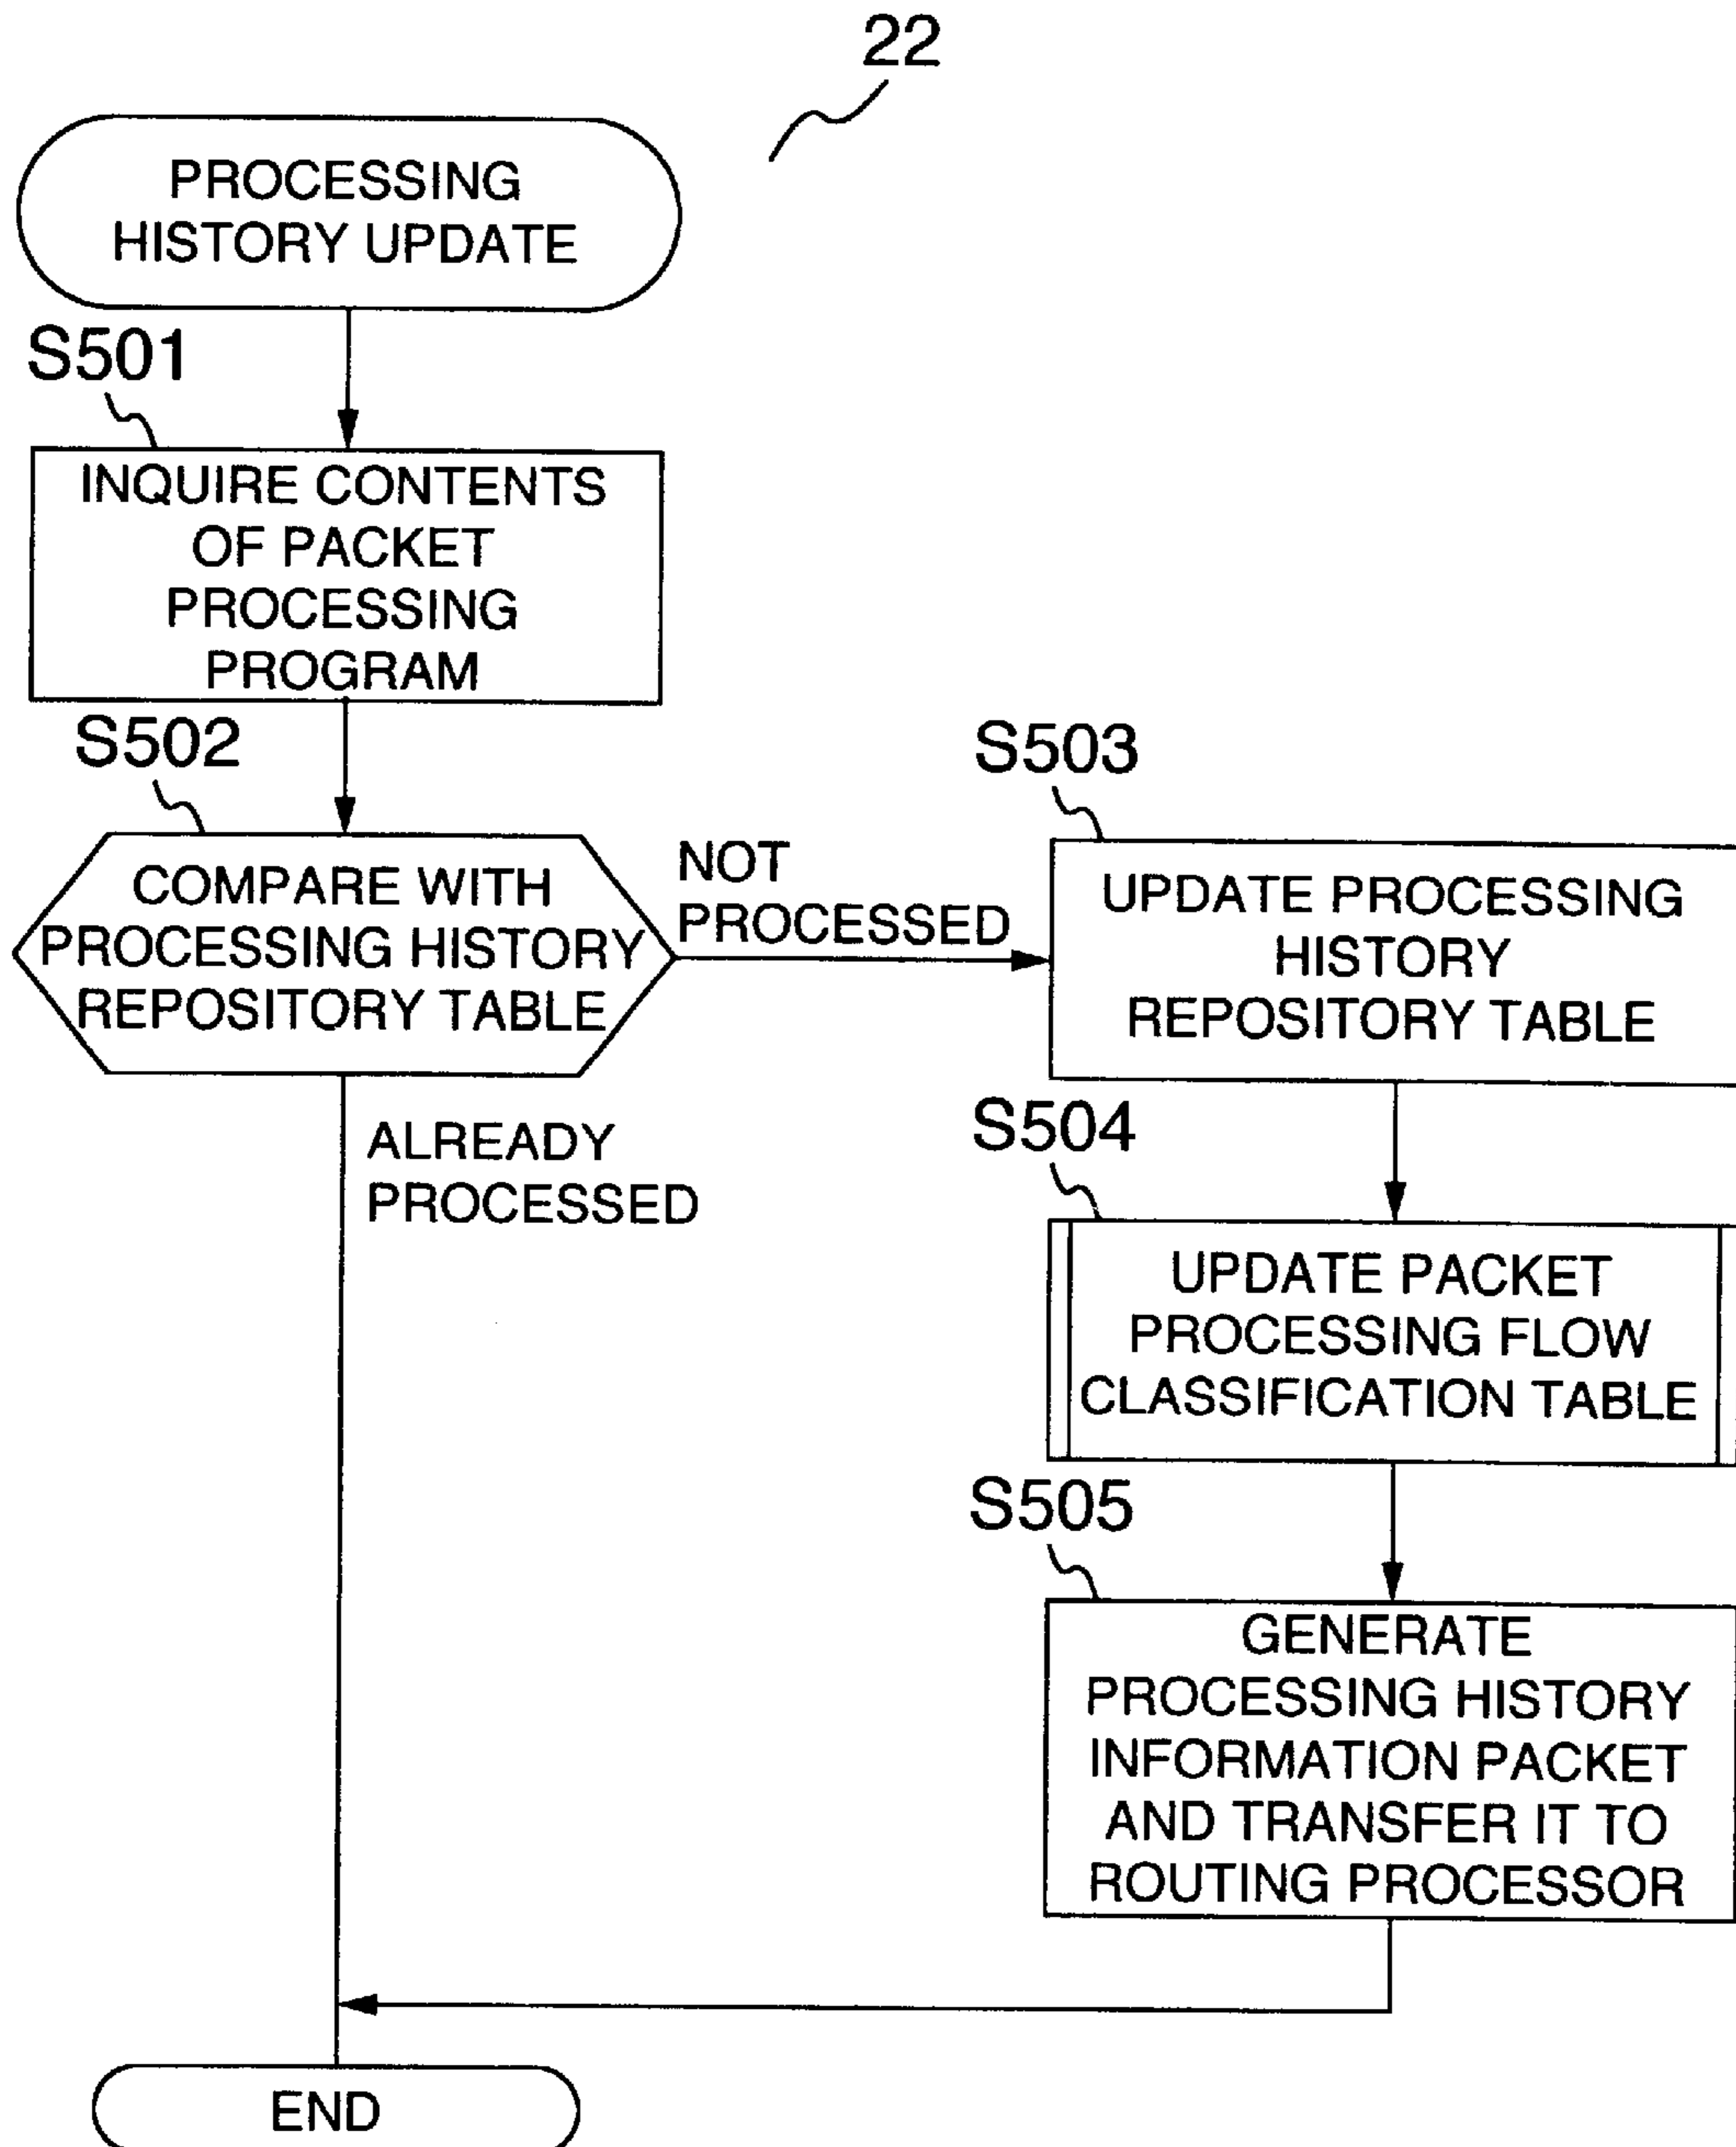 22
PROCESSING
HISTORY UPDATE
S501
INQUIRE CONTENTS
OF PACKET
PROCESSING
PROGRAM
S502
COMPARE WITH
PROCESSING HISTORY
REPOSITORY TABLE
NOT
PROCESSED
ALREADY
PROCESSED
S503
UPDATE PROCESSING
HISTORY
REPOSITORY TABLE
S504
UPDATE PACKET
PROCESSING FLOW
CLASSIFICATION TABLE
S505
GENERATE
PROCESSING HISTORY
INFORMATION PACKET
AND TRANSFER IT TO
ROUTING PROCESSOR
END